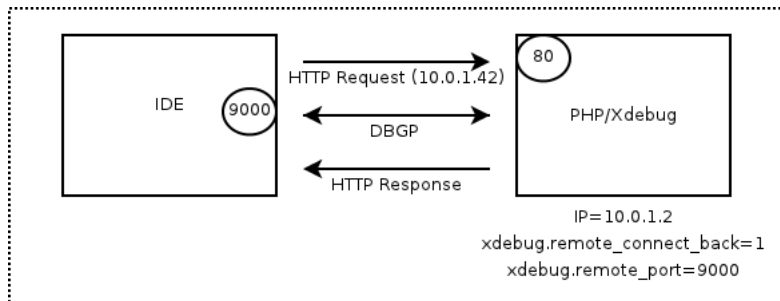 80
HTTP Request (10.0.1.42)
IDE
9000
PHP/Xdebug
DBGP
HTTP Response
IP=10.0.1.2
xdebug.remote_connect_back=1
xdebug.remote_port=9000